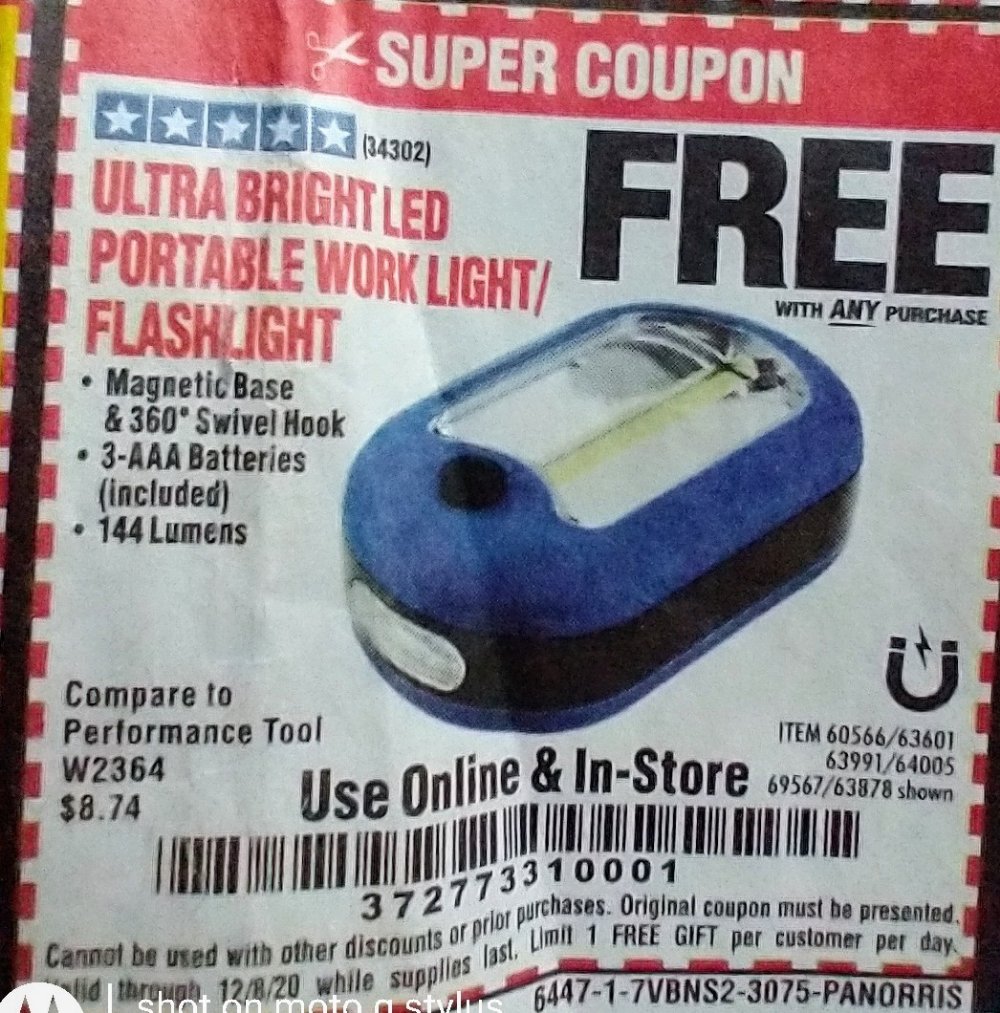 SUPER COUPON
(34302)
FREE
WITH ANY PURCHASE
ULTRA BRIGHT LED
PORTABLE WORK LIGHT/
FLASHLIGHT
• Magnetic Base
& 360° Swivel Hook
• 3-AAA Batteries
(included)
• 144 Lumens
Compare to
Performance Tool
W2364
$8.74
ITEM 60566/63601
63991/64005
69567/63878 shown
Use Online & In-Store
372773310001
Cannot be used with other discounts or prior purchases. Original coupon must be presented.
through 12/8/20 while supplies last. Limit 1 FREE GIFT per customer per day.
6447-1-7VBNS2-3075-PANORRIS
shot on moto g stylus